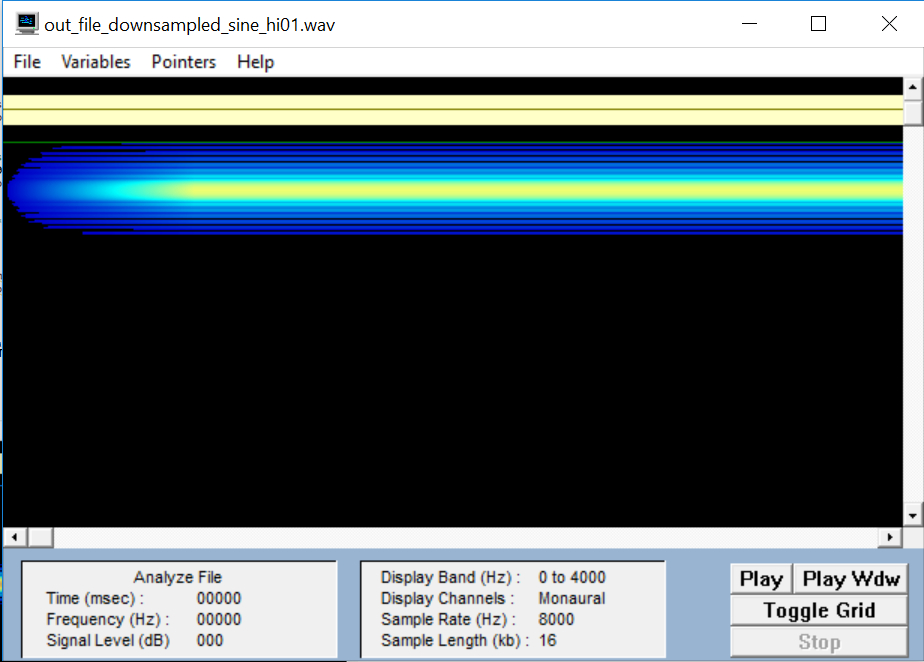 out_file_downsampled_sine_hi01.wav
File Variables Pointers Help
Analyze File
Time (msec) : 00000
Frequency (Hz) : 00000
Signal Level (dB) 000
Display Band (Hz) : 0 to 4000
Display Channels : Monaural
Sample Rate (Hz) : 8000
Sample Length (kb) : 16
Play Play Wdw
Toggle Grid
Stop